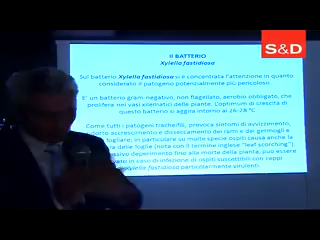 S&D
Il BATTERIO
Sul batterio Xylella fastidiosa si è concentrata l'attenzione in quanto
considerato il patogeno potenzialmente più pericoloso.
E' un batterio gram-negativo, non flagellato, aerobio obbligato, che
prolifera nei vasi xilematici delle piante. L'optimum di crescita di
questo batterio si aggira intorno ai 26-28 °C
Come tutti i patogeni tracheifili, provoca sintomi di avvizzimento,
ridotto accrescimento e disseccamento dei rami e dei germogli e
fogliare; in particolare su molte specie ospiti causa anche la
delle foglie (nota con il termine inglese "leaf scorching")
deperimento fino alla morte della pianta, può essere
in caso di infezione di ospiti suscettibili con ceppi
Xylella fastidiosa particolarmente virulenti.